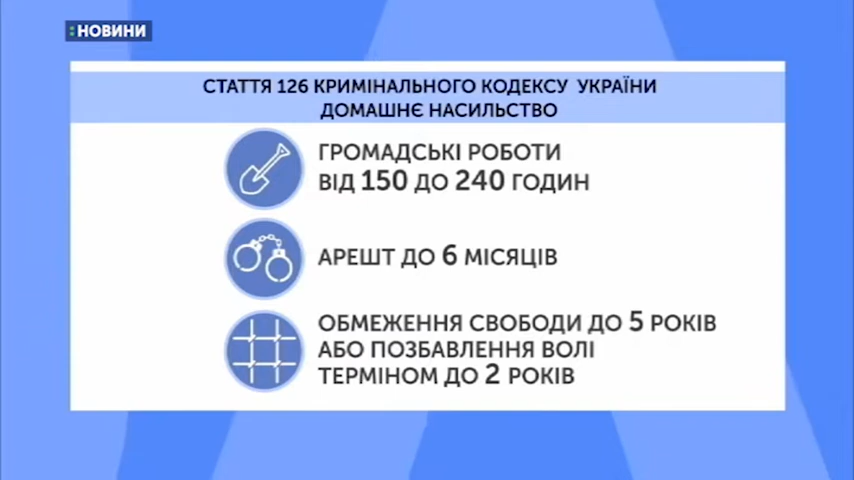 :НОВИНИ
СТАТТЯ 126 КРИМІНАЛЬНОГО КОДЕКСУ УКРАЇНИ
ДОМАШНЄ НАСИЛЬСТВО
ГРОМАДСЬКІ РОБОТИ
ВІД 150 ДО 240 ГОДИН
АРЕШТ ДО 6 МІСЯЦІВ
ОБМЕЖЕННЯ СВОБОДИ ДО 5 РОКІВ
АБО ПОЗБАВЛЕННЯ ВОЛІ
ТЕРМІНОМ ДО 2 РОКІВ